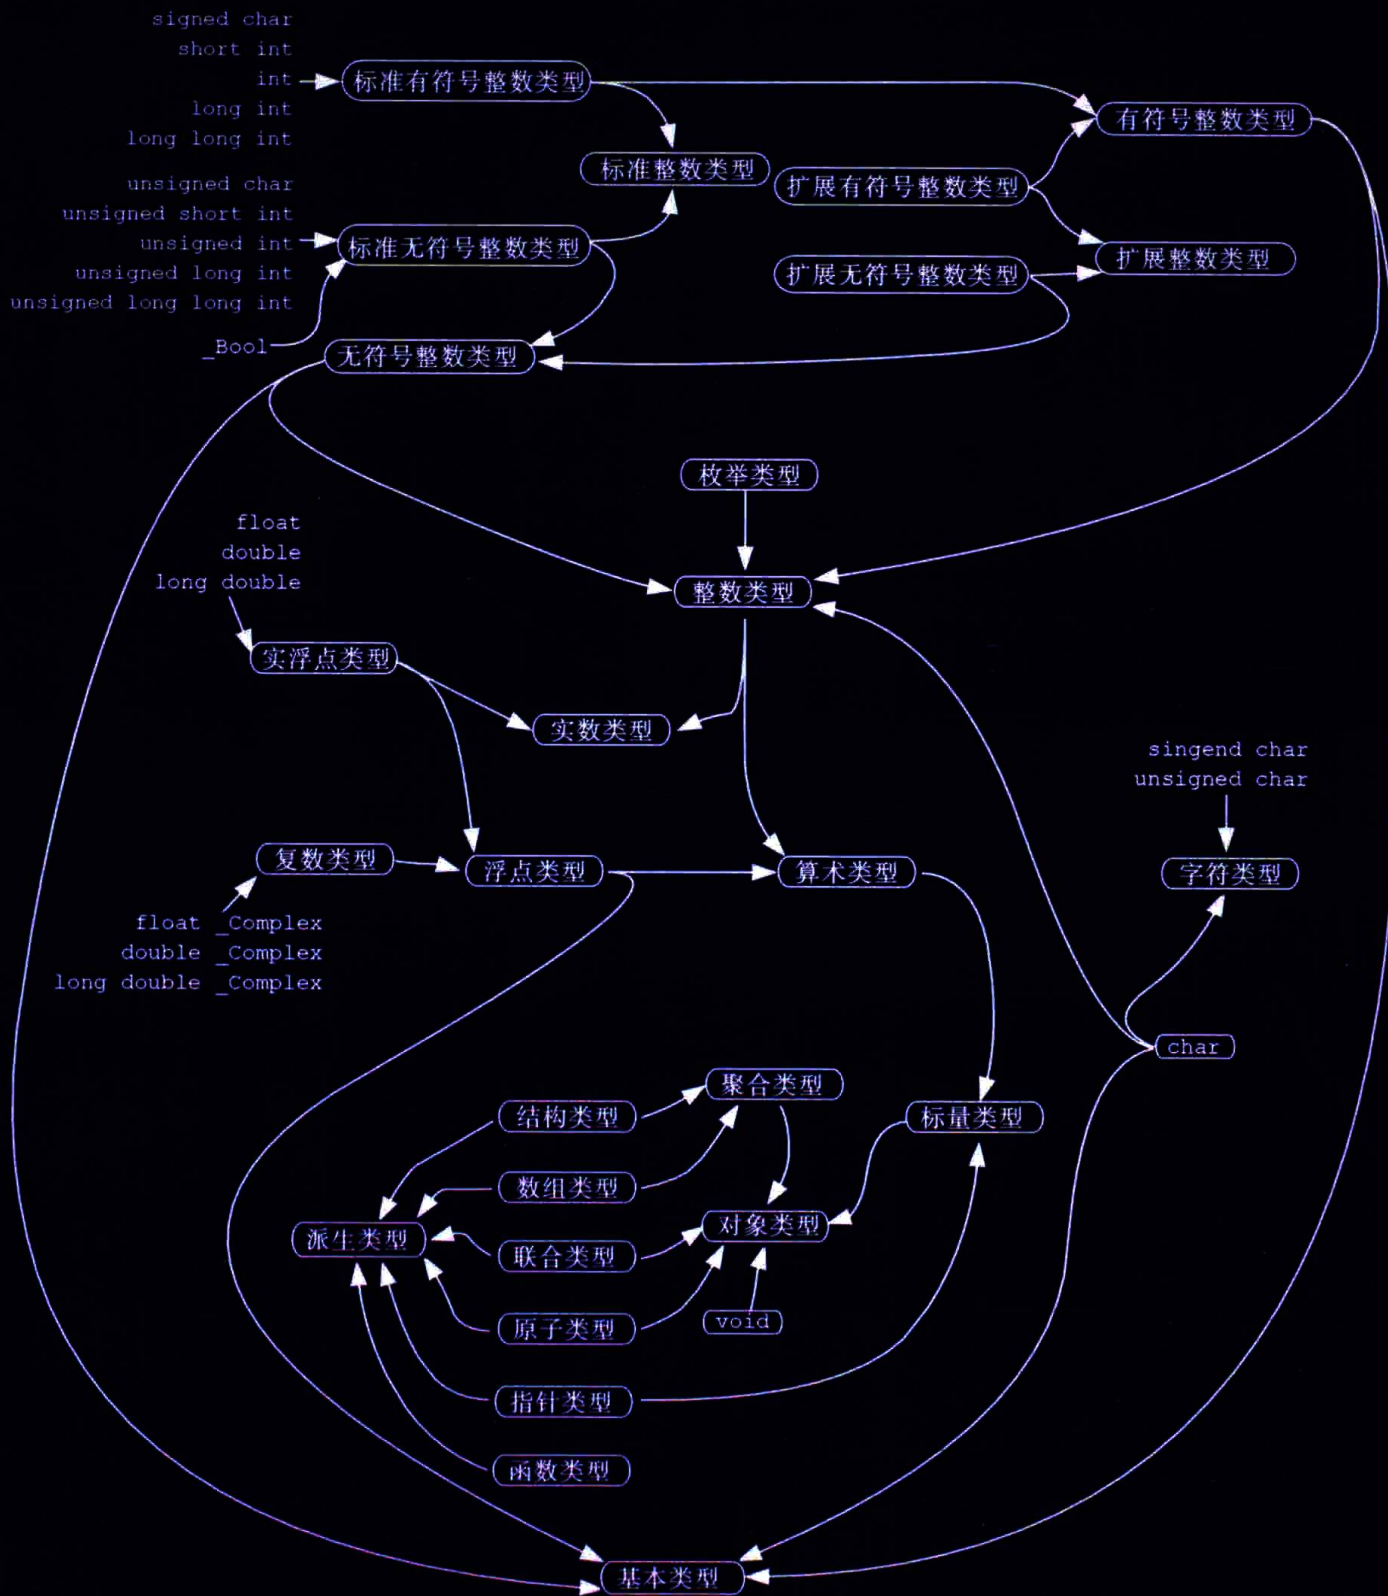 signed char
short int
int
long int
long long int
标准有符号整数类型
有符号整数类型
标准整数类型
扩展有符号整数类型
unsigned char
unsigned short int
unsigned int
unsigned long int
unsigned long long int
标准无符号整数类型
扩展无符号整数类型
扩展整数类型
_Bool
无符号整数类型
枚举类型
float
double
long double
整数类型
实浮点类型
实数类型
singend char
unsigned char
复数类型
浮点类型
算术类型
字符类型
float _Complex
double _Complex
long double _Complex
char
聚合类型
结构类型
标量类型
数组类型
对象类型
派生类型
联合类型
原子类型
void
指针类型
函数类型
基本类型